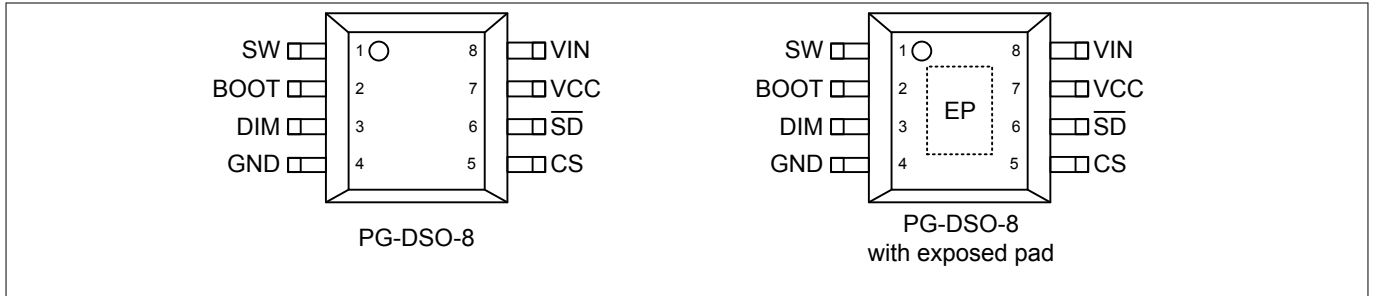 SW 1 8 VIN
BOOT 2 7 VCC
DIM 3 6 S̅D̅
GND 4 5 CS
PG-DSO-8
SW 1 8 VIN
BOOT 2 EP 7 VCC
DIM 3 6 S̅D̅
GND 4 5 CS
PG-DSO-8
with exposed pad